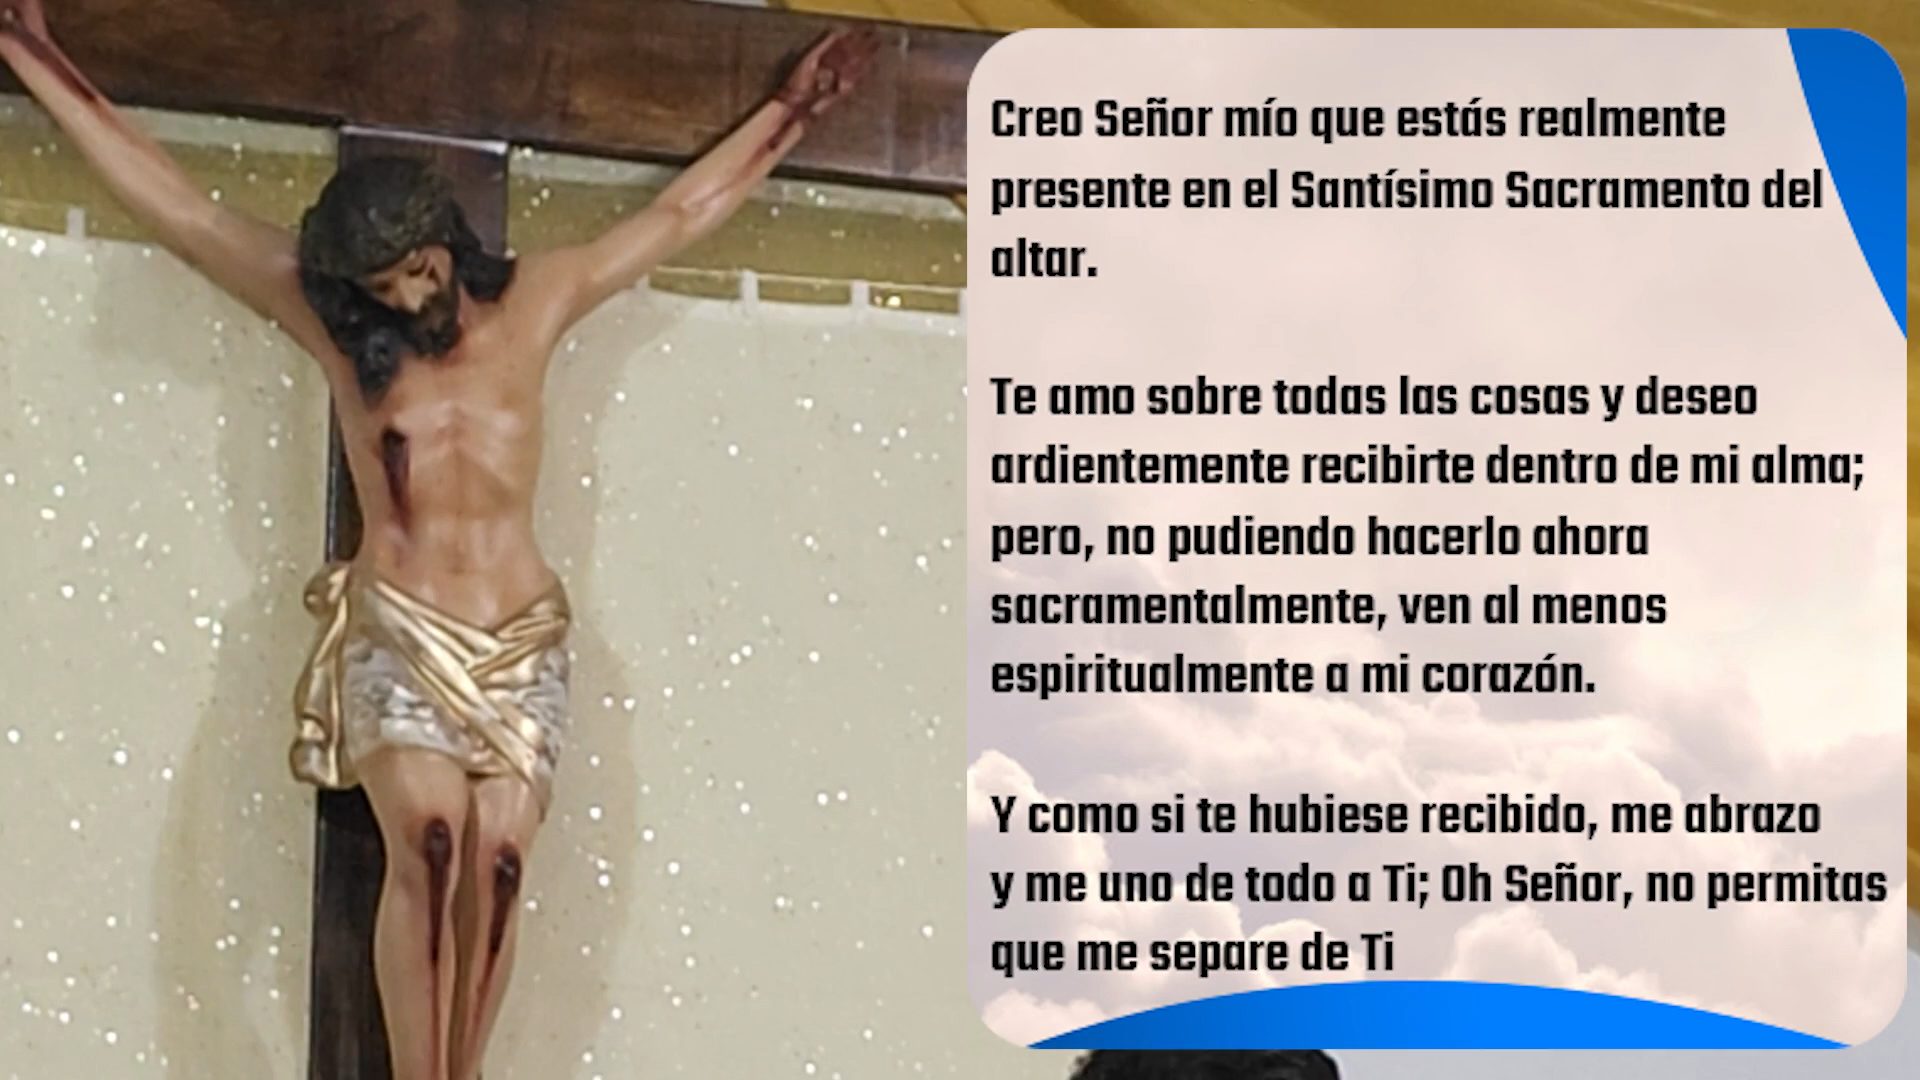 Creo Señor mío que estás realmente
presente en el Santísimo Sacramento del
altar.
Te amo sobre todas las cosas y deseo
ardientemente recibirte dentro de mi alma;
pero, no pudiendo hacerlo ahora
sacramentalmente, ven al menos
espiritualmente a mi corazón.
Y como si te hubiese recibido, me abrazo
y me uno de todo a Ti; Oh Señor, no permitas
que me separe de Ti